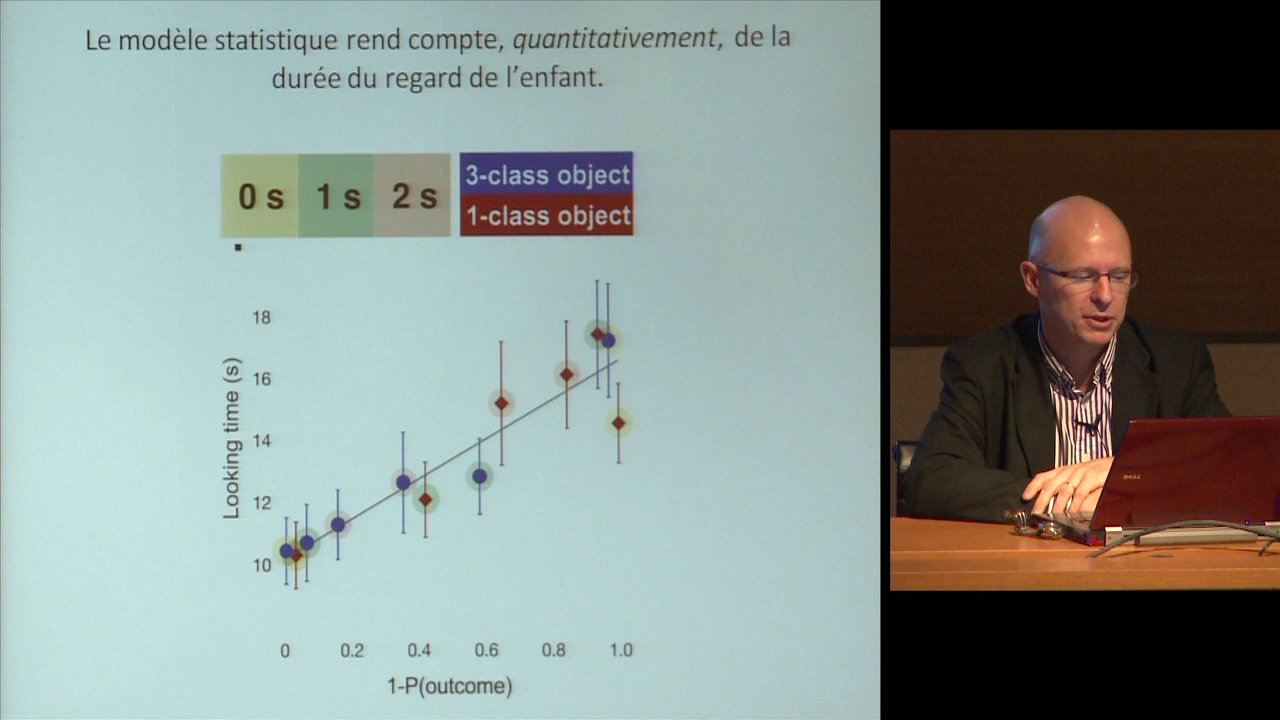 Le modèle statistique rend compte, quantitativement, de la
durée du regard de l'enfant.
0 s 1 s 2 s
3-class object
1-class object
18
16
14
12
10
Looking time (s)
0 0.2 0.4 0.6 0.8 1.0
1-P(outcome)
DELL